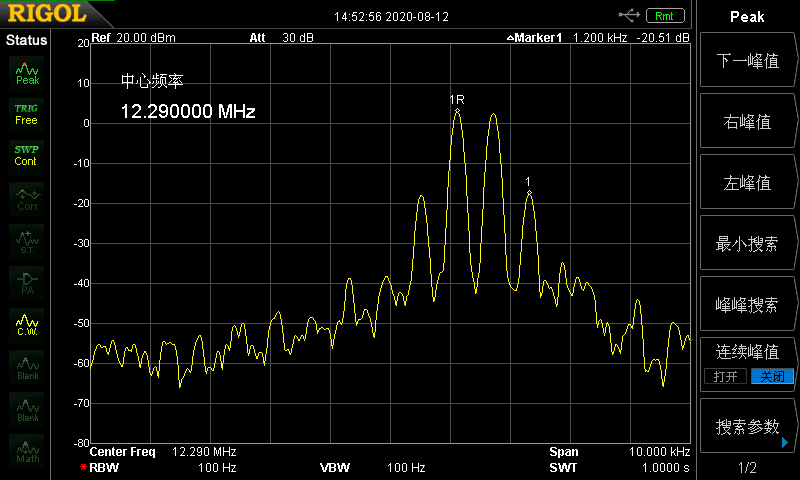 RIGOL
14:52:56 2020-08-12
Rmt
Peak
Status
Ref 20.00 dBm Att 30 dB Marker1 1.200 kHz -20.51 dB
Peak
TRIG
Free
SWP
Cont
Corr
S.T.
PA
C.W.
Blank
Blank
Math
20
10
0
-10
-20
-30
-40
-50
-60
-70
-80
中心频率
12.290000 MHz
1R
1
Center Freq 12.290 MHz Span 10.000 kHz
RBW 100 Hz VBW 100 Hz SWT 1.0000 s
下一峰值
右峰值
左峰值
最小搜索
峰峰搜索
连续峰值
打开 关闭
搜索参数
1/2